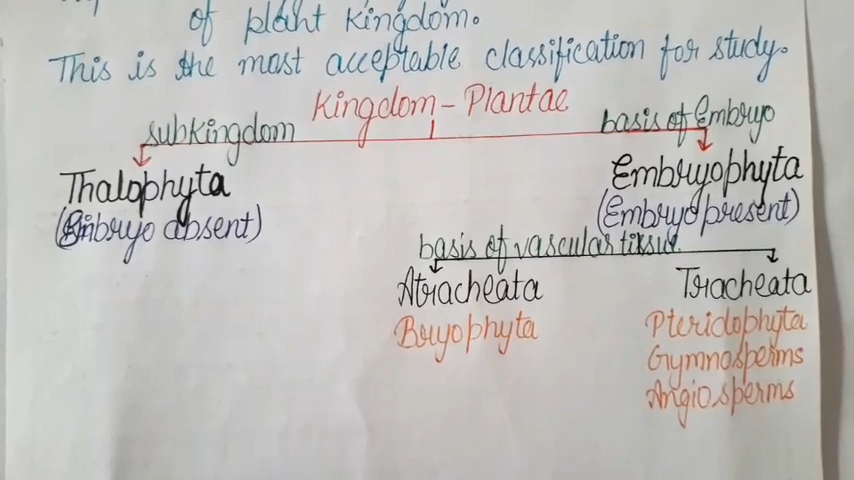 of plant kingdom.
This is the most acceptable classification for study.
Kingdom - Plantae
subkingdom
basis of Embryo
Thalophyta
Embryophyta
(Embryo absent)
(Embryo present)
basis of vascular tissue.
Atracheata
Tracheata
Bryophyta
Pteridophyta
Gymnosperms
Angiosperms